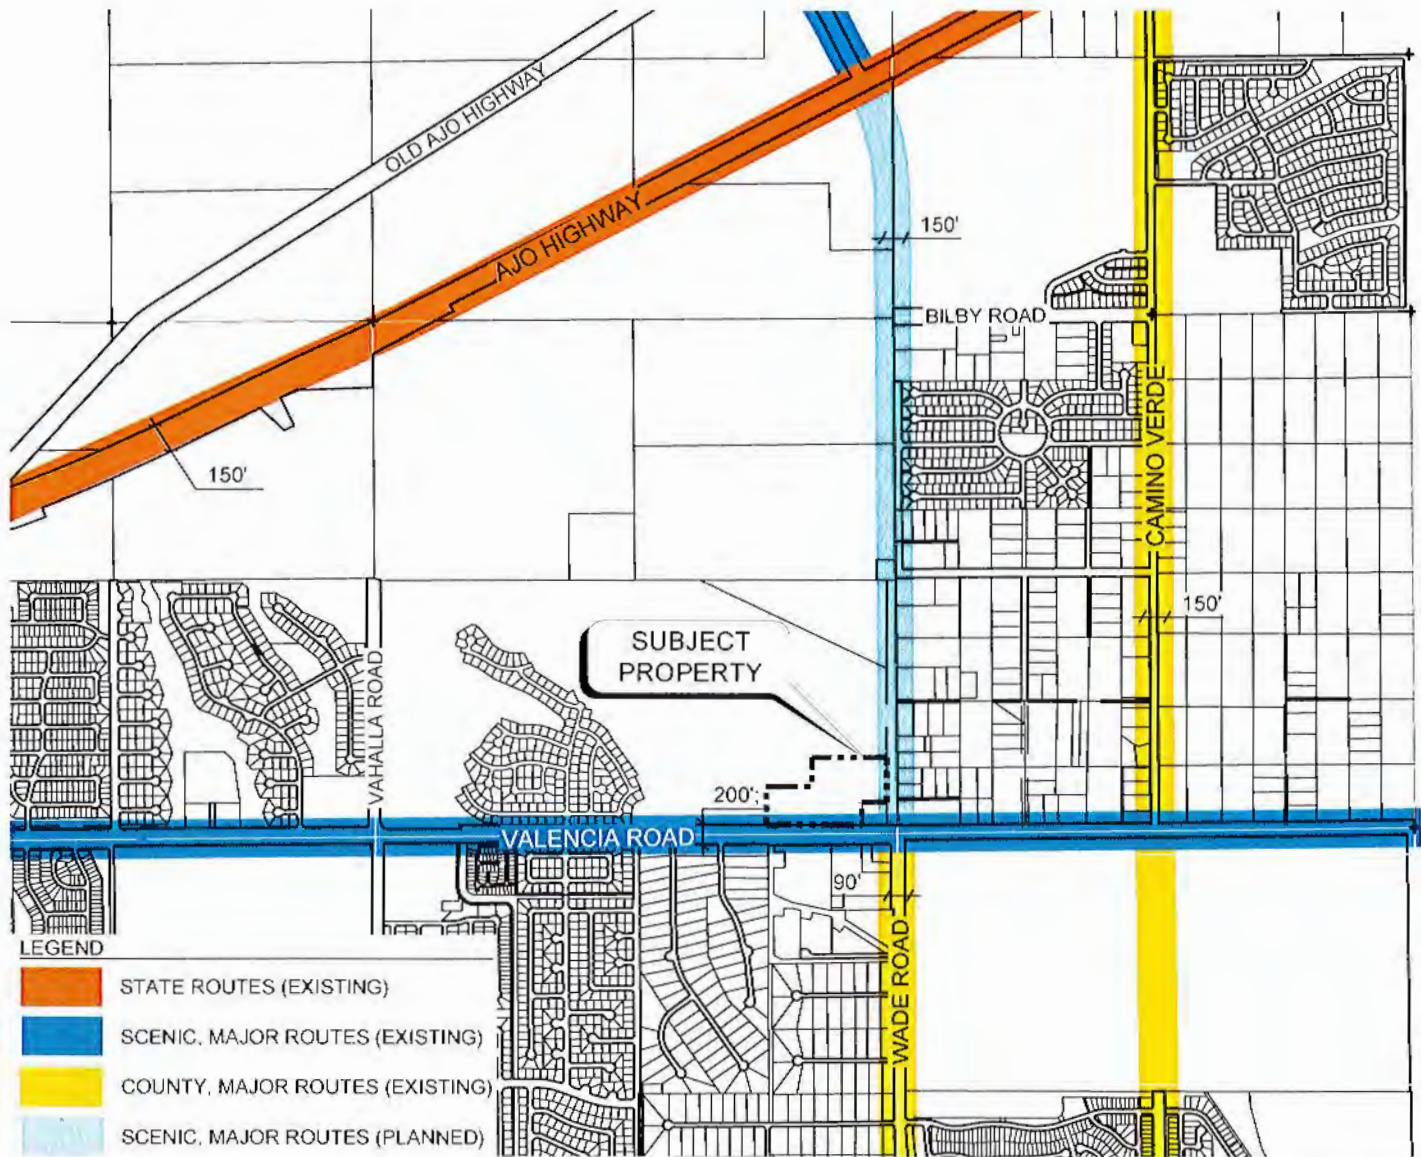 OLD AJO HIGHWAY
AJO HIGHWAY
150'
BILBY ROAD
150'
CAMINO VERDE
150'
SUBJECT
PROPERTY
VAHALLA ROAD
200'
VALENCIA ROAD
90'
WADE ROAD
LEGEND
STATE ROUTES (EXISTING)
SCENIC, MAJOR ROUTES (EXISTING)
COUNTY, MAJOR ROUTES (EXISTING)
SCENIC, MAJOR ROUTES (PLANNED)